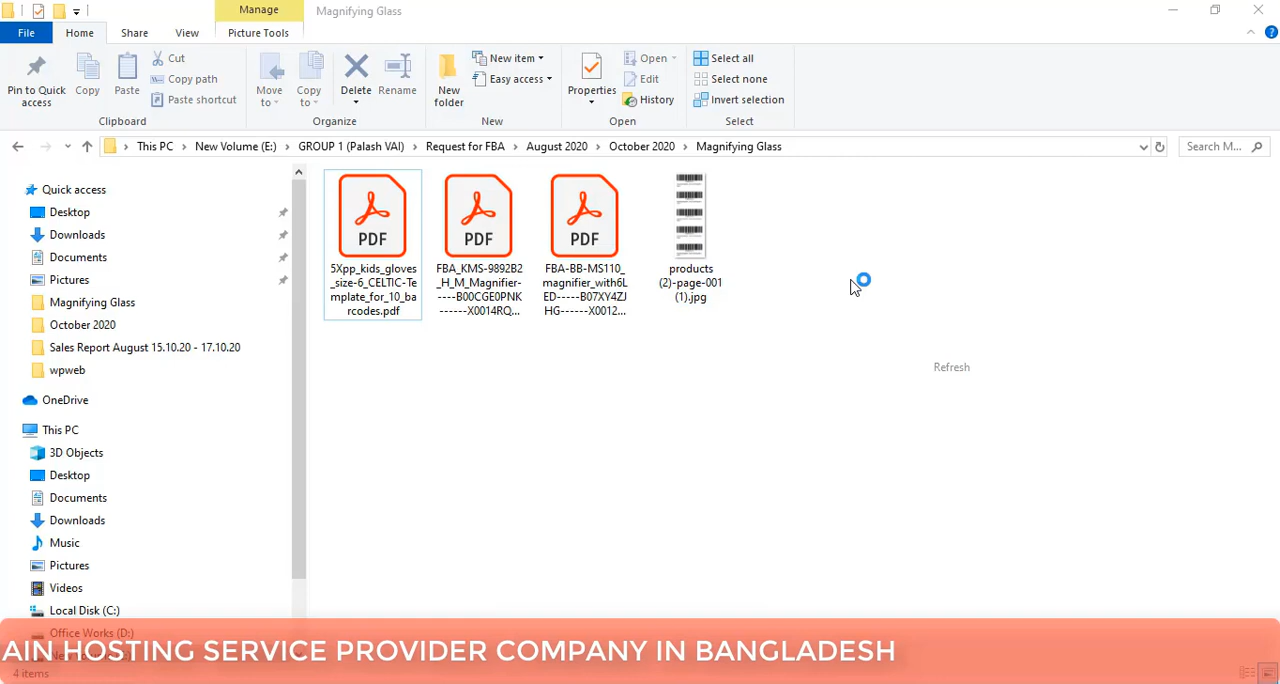 Manage
Magnifying Glass
File
Home
Share
View
Picture Tools
Pin to Quick access
Copy
Paste
Cut
Copy path
Paste shortcut
Clipboard
Move to
Copy to
Delete
Rename
Organize
New folder
New item
Easy access
New
Properties
Open
Edit
History
Open
Select all
Select none
Invert selection
Select
This PC > New Volume (E:) > GROUP 1 (Palash VAI) > Request for FBA > August 2020 > October 2020 > Magnifying Glass
Search M...
Quick access
Desktop
Downloads
Documents
Pictures
Magnifying Glass
October 2020
Sales Report August 15.10.20 - 17.10.20
wpweb
OneDrive
This PC
3D Objects
Desktop
Documents
Downloads
Music
Pictures
Videos
Local Disk (C:)
Office Works (D:)
4 items
PDF
5Xpp_kids_gloves
_size-6_CELTIC-Te
mplate_for_10_ba
rcodes.pdf
PDF
FBA_KMS-9892B2
_H_M_Magnifier-
----B00CGE0PNK
------X0014RQ...
PDF
FBA-BB-MS110_
magnifier_with6L
ED-----B07XY4ZJ
HG------X0012...
products
(2)-page-001
(1).jpg
Refresh
AIN HOSTING SERVICE PROVIDER COMPANY IN BANGLADESH